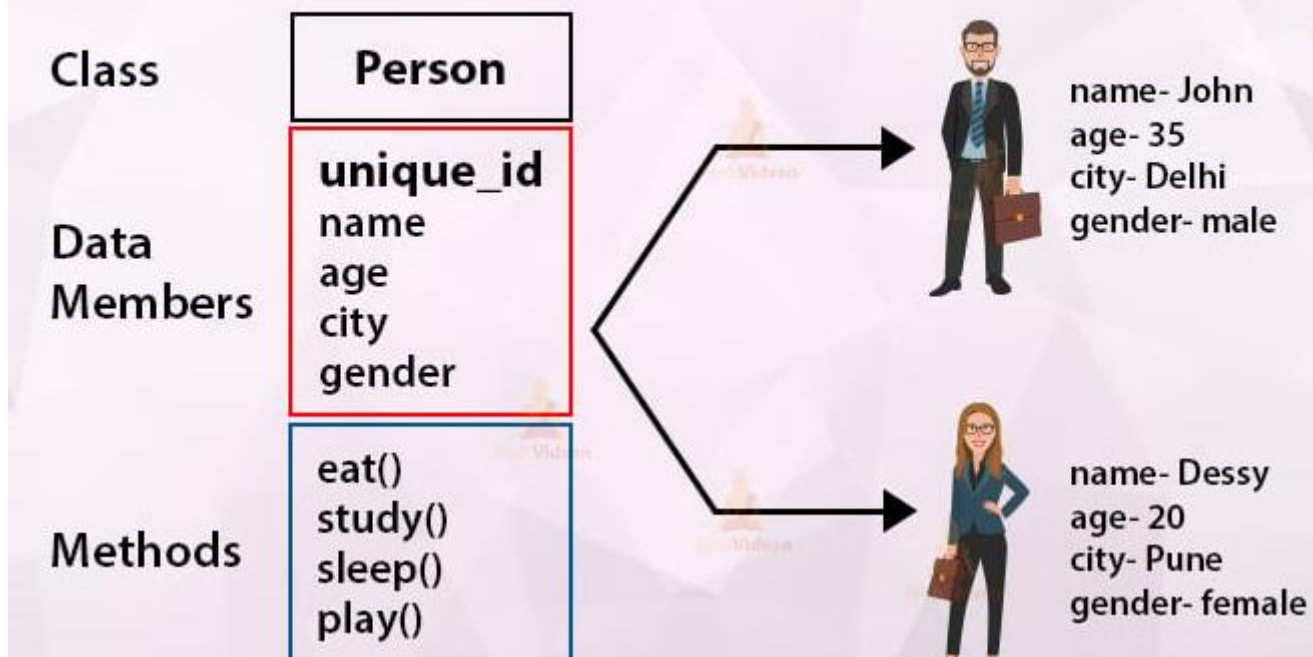 Class
Person
Data
Members
unique_id
name
age
city
gender
Methods
eat()
study()
sleep()
play()
name- John
age- 35
city- Delhi
gender- male
name- Dessy
age- 20
city- Pune
gender- female